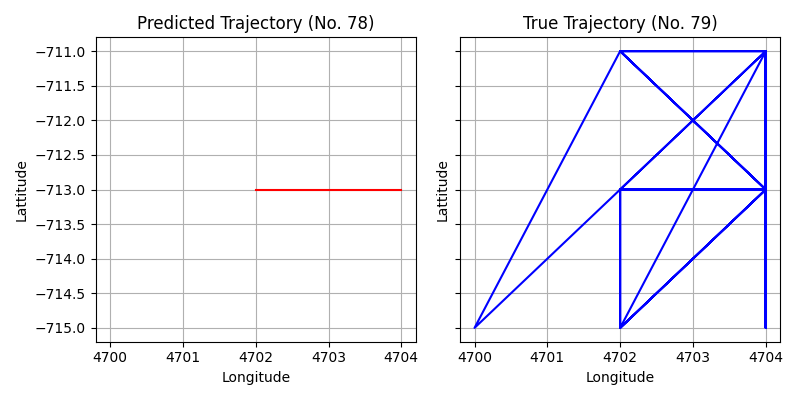 Predicted Trajectory (No. 78)
True Trajectory (No. 79)
−711.0
−711.5
−712.0
−712.5
−713.0
−713.5
−714.0
−714.5
−715.0
Lattitude
Lattitude
4700 4701 4702 4703 4704
4700 4701 4702 4703 4704
Longitude
Longitude